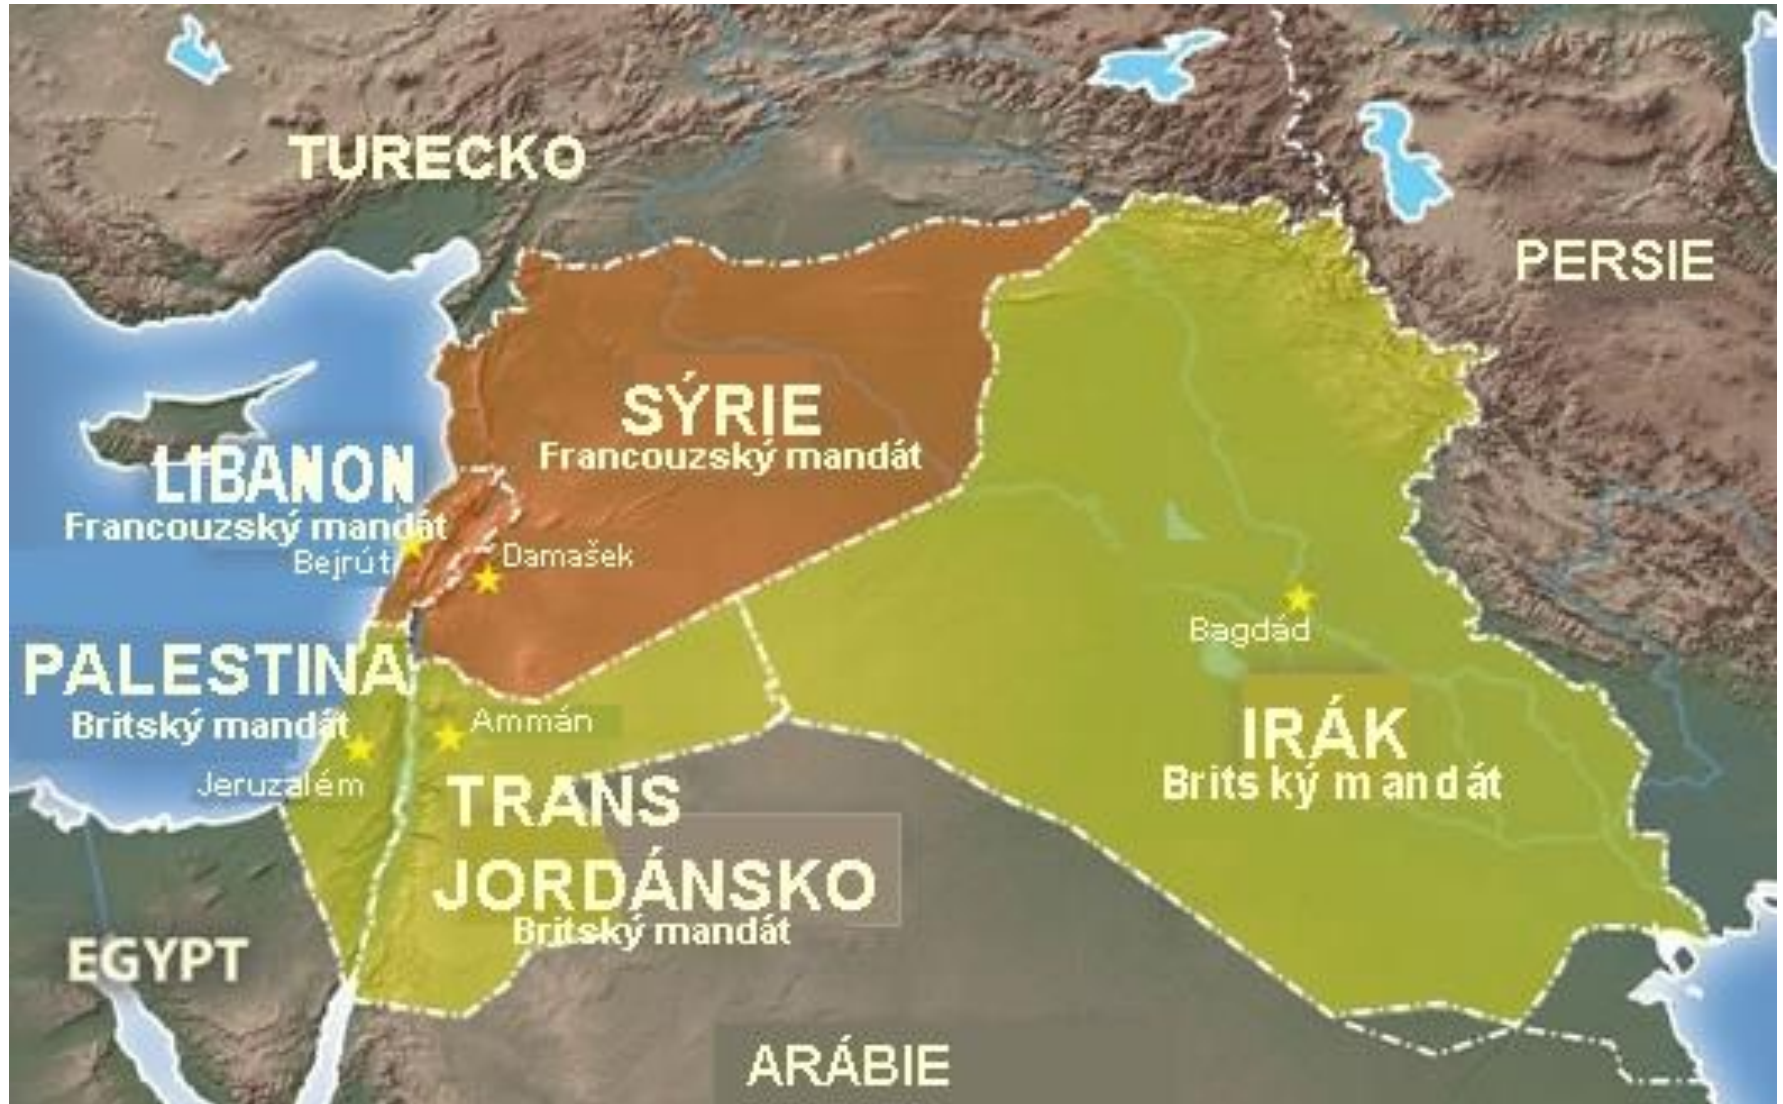 TURECKO
PERSIE
SÝRIE
Francouzský mandát
LIBANON
Francouzský mandát
Bejrút
Damašek
Bagdád
PALESTINA
Britský mandát
Jeruzalém
Ammán
IRÁK
Britský mandát
TRANS
JORDÁNSKO
Britský mandát
EGYPT
ARÁBIE